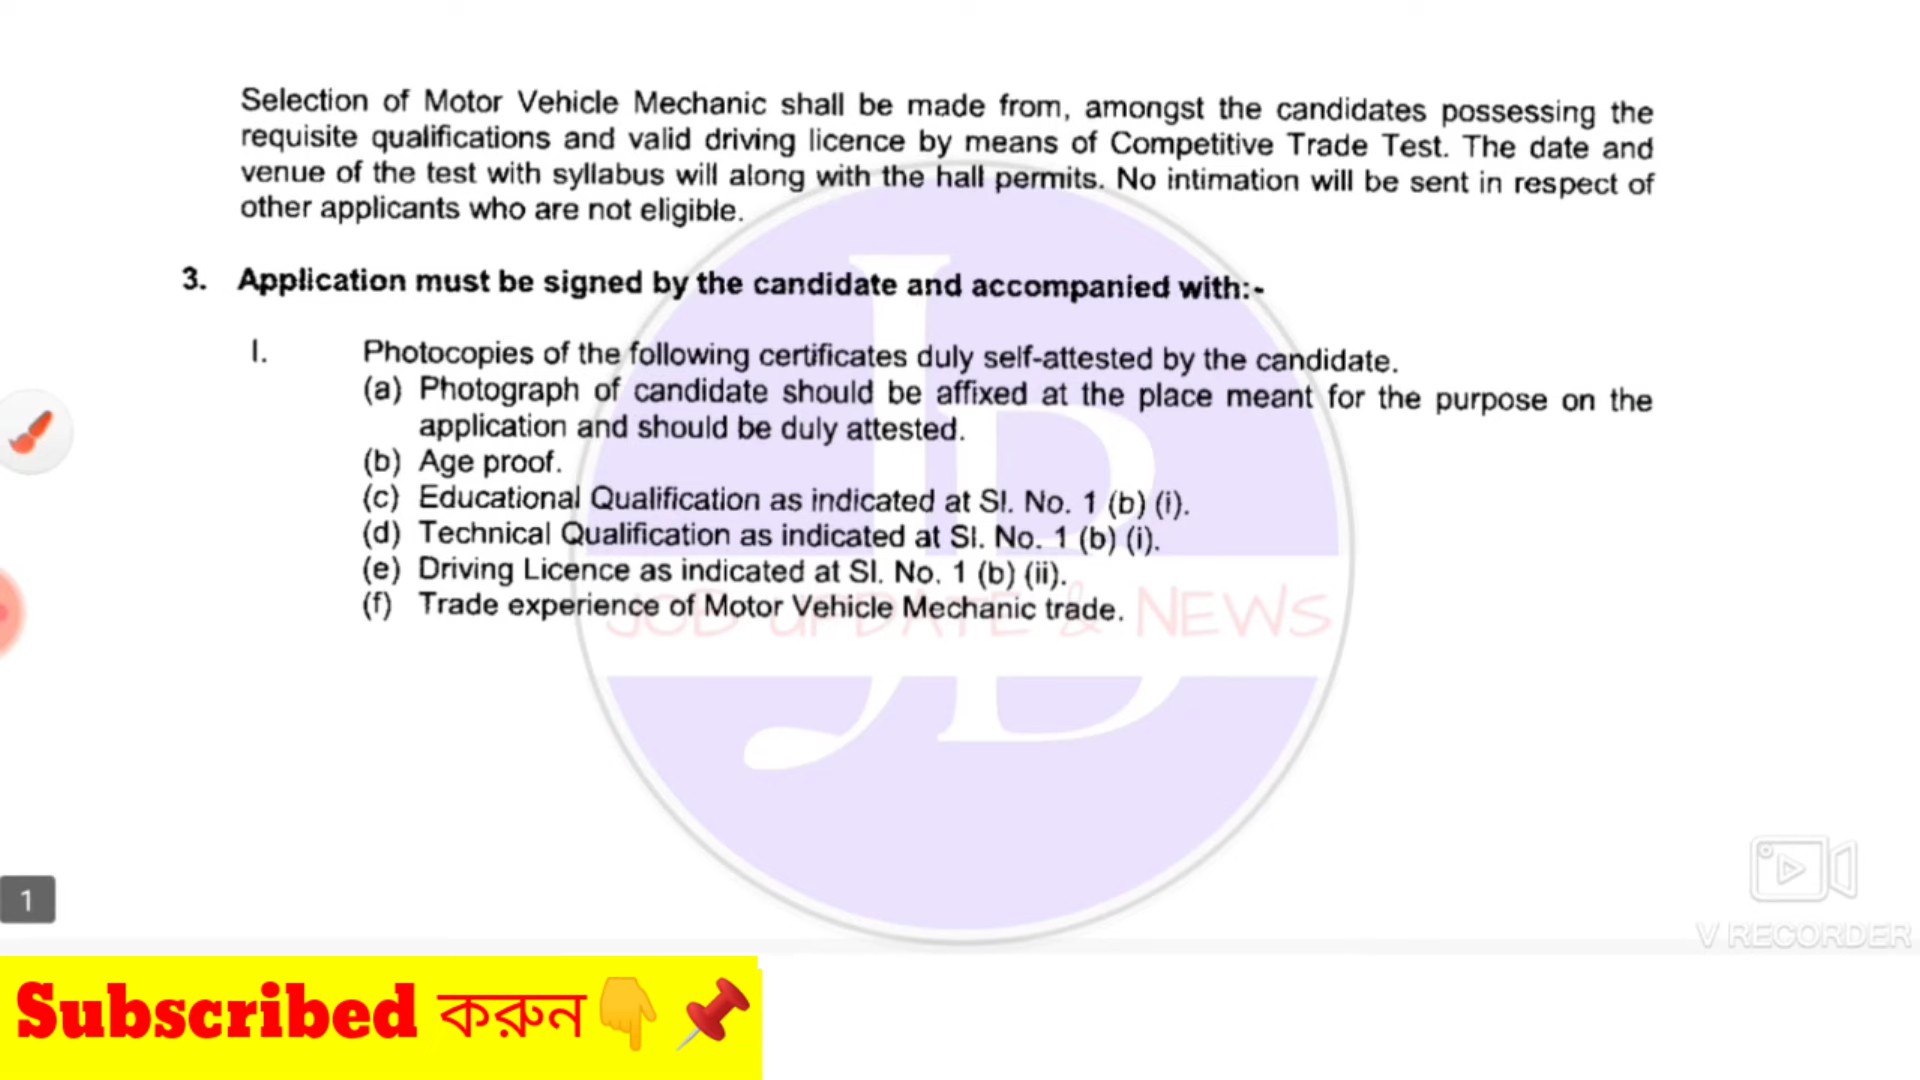 Selection of Motor Vehicle Mechanic shall be made from, amongst the candidates possessing the
requisite qualifications and valid driving licence by means of Competitive Trade Test. The date and
venue of the test with syllabus will along with the hall permits. No intimation will be sent in respect of
other applicants who are not eligible.
3. Application must be signed by the candidate and accompanied with:-
I. Photocopies of the following certificates duly self-attested by the candidate.
(a) Photograph of candidate should be affixed at the place meant for the purpose on the
application and should be duly attested.
(b) Age proof.
(c) Educational Qualification as indicated at Sl. No. 1 (b) (i).
(d) Technical Qualification as indicated at Sl. No. 1 (b) (i).
(e) Driving Licence as indicated at Sl. No. 1 (b) (ii).
(f) Trade experience of Motor Vehicle Mechanic trade.
JOB UPDATE & NEWS
JB
1
V RECORDER
Subscribed করুন